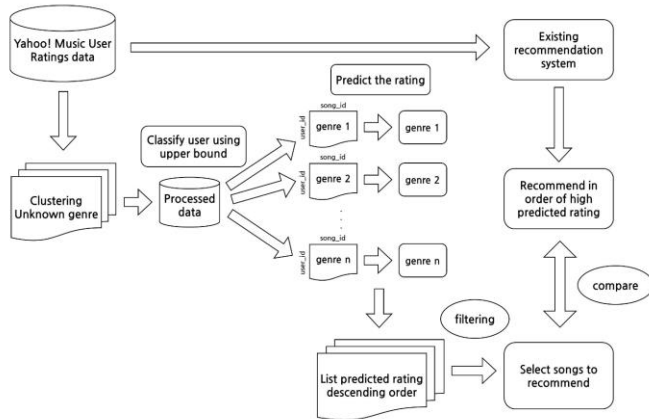 Yahoo! Music User
Ratings data
Existing
recommendation
system
Predict the rating
song_id
user_id
genre 1
genre 1
Classify user using
upper bound
song_id
user_id
genre 2
genre 2
Clustering
Unknown genre
Processed
data
Recommend in
order of high
predicted rating
song_id
user_id
genre n
genre n
compare
filtering
List predicted rating
descending order
Select songs to
recommend